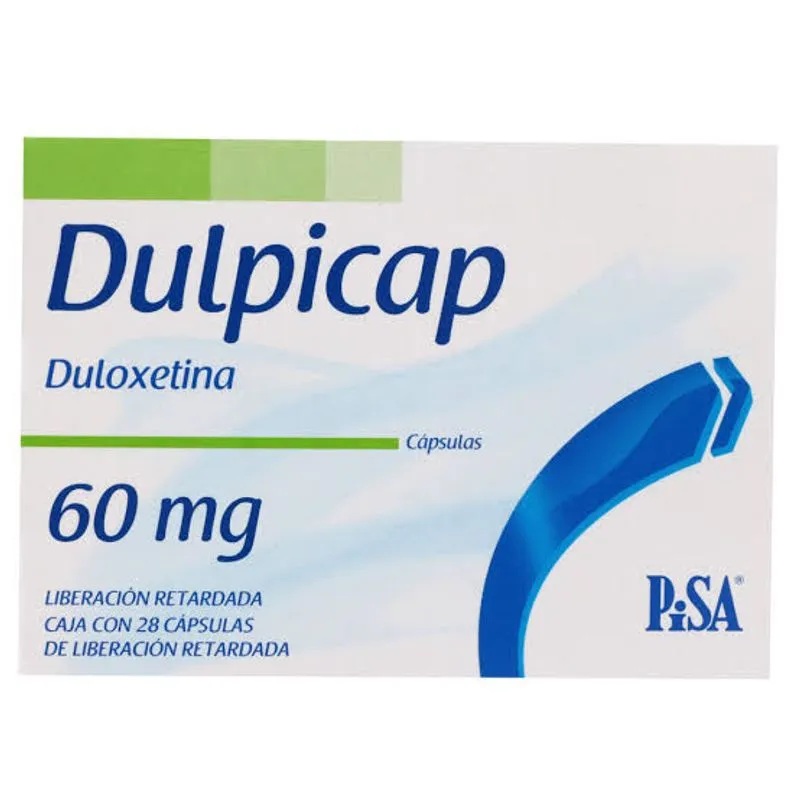 Dulpicap
Duloxetina
Cápsulas
60 mg
LIBERACIÓN RETARDADA
CAJA CON 28 CÁPSULAS
DE LIBERACIÓN RETARDADA
PiSA®